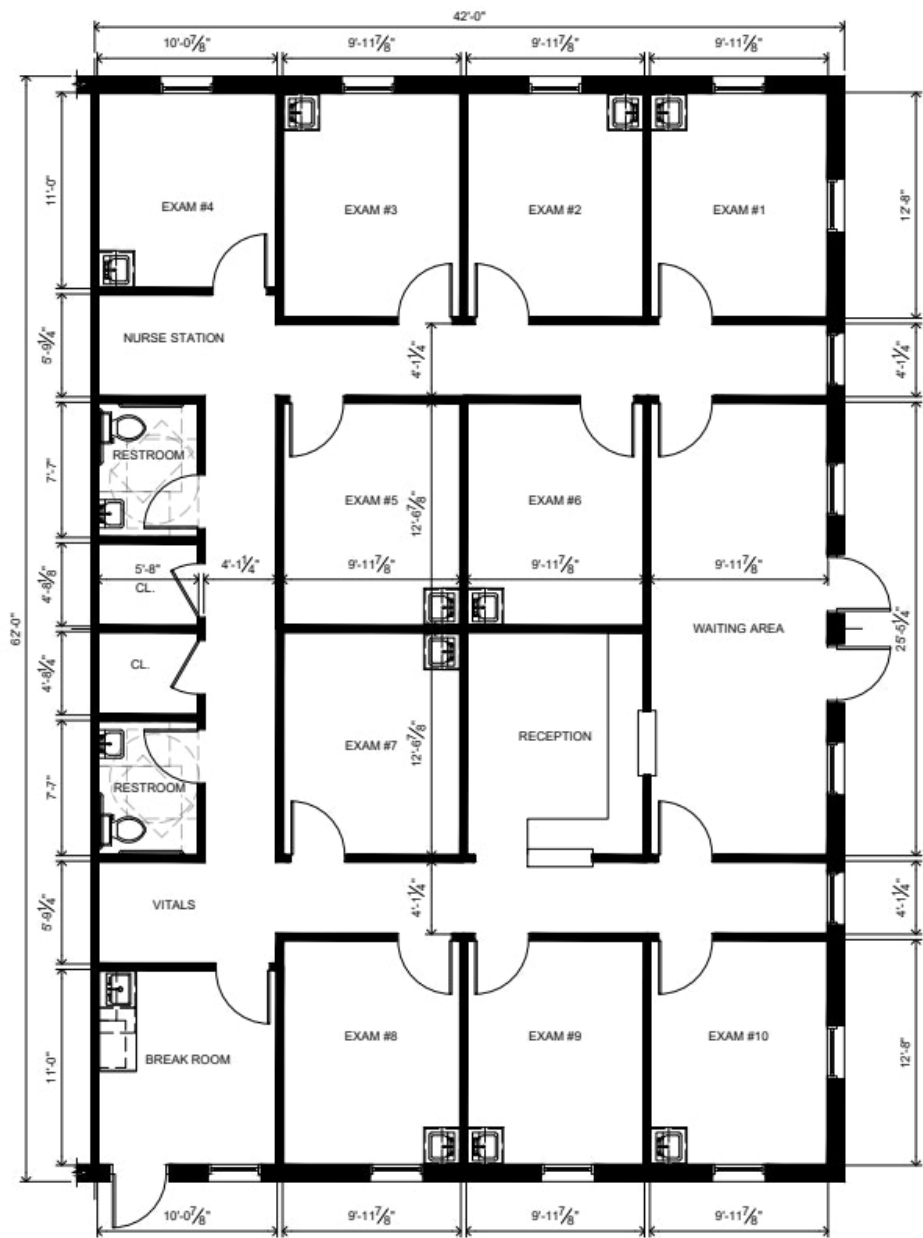 42'-0"
10'-0 7/8"
9'-11 7/8"
9'-11 7/8"
9'-11 7/8"
11'-0"
12'-8"
EXAM #4
EXAM #3
EXAM #2
EXAM #1
5'-9 1/4"
NURSE STATION
4'-1 1/4"
4'-1 1/4"
7'-7"
RESTROOM
EXAM #5
12'-6 7/8"
EXAM #6
4'-8 1/8"
5'-8"
CL.
4'-1 1/4"
9'-11 7/8"
9'-11 7/8"
9'-11 7/8"
62'-0"
WAITING AREA
25'-5 1/4"
4'-8 1/4"
CL.
7'-7"
RESTROOM
EXAM #7
12'-6 7/8"
RECEPTION
5'-9 1/4"
VITALS
4'-1 1/4"
4'-1 1/4"
11'-0"
BREAK ROOM
EXAM #8
EXAM #9
EXAM #10
12'-8"
10'-0 7/8"
9'-11 7/8"
9'-11 7/8"
9'-11 7/8"